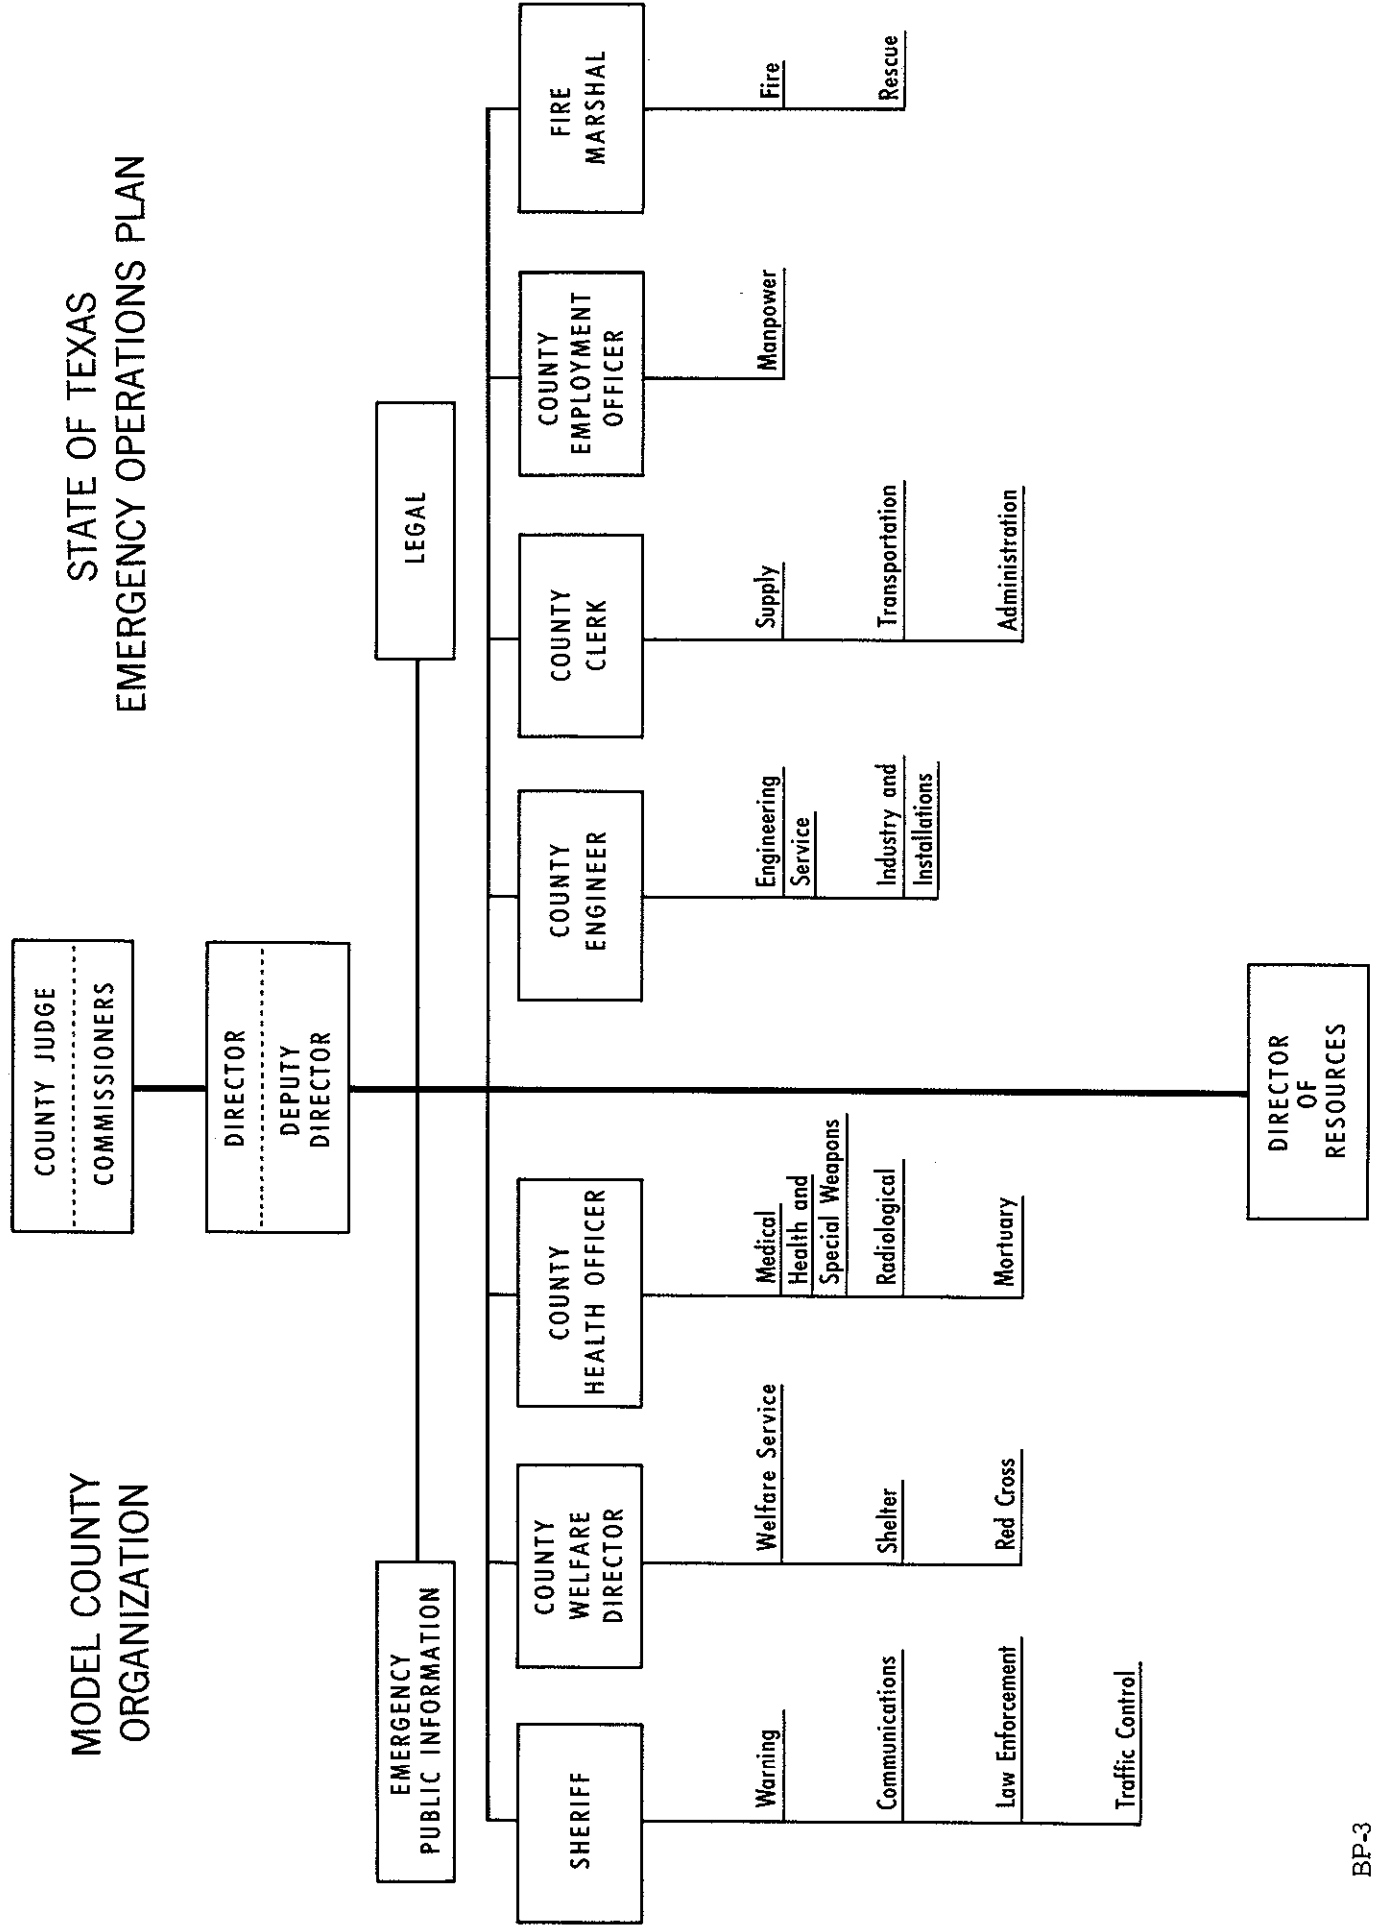 MODEL COUNTY
ORGANIZATION
STATE OF TEXAS
EMERGENCY OPERATIONS PLAN
COUNTY JUDGE
COMMISSIONERS
DIRECTOR
DEPUTY
DIRECTOR
EMERGENCY
PUBLIC INFORMATION
LEGAL
SHERIFF
Warning
Communications
Law Enforcement
Traffic Control
COUNTY
WELFARE
DIRECTOR
Welfare Service
Shelter
Red Cross
COUNTY
HEALTH OFFICER
Medical
Health and
Special Weapons
Radiological
Mortuary
COUNTY
ENGINEER
Engineering
Service
Industry and
Installations
COUNTY
CLERK
Supply
Transportation
Administration
COUNTY
EMPLOYMENT
OFFICER
Manpower
FIRE
MARSHAL
Fire
Rescue
DIRECTOR
OF
RESOURCES
BP-3